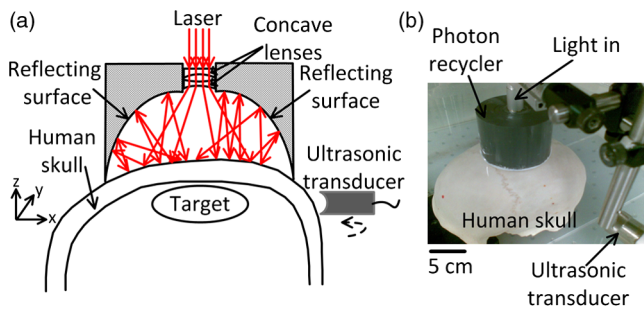 (a)
Laser
Concave
lenses
Reflecting
surface
Reflecting
surface
Human
skull
Ultrasonic
transducer
Target
z
y
x
(b)
Photon
recycler
Light in
Human skull
5 cm
Ultrasonic
transducer